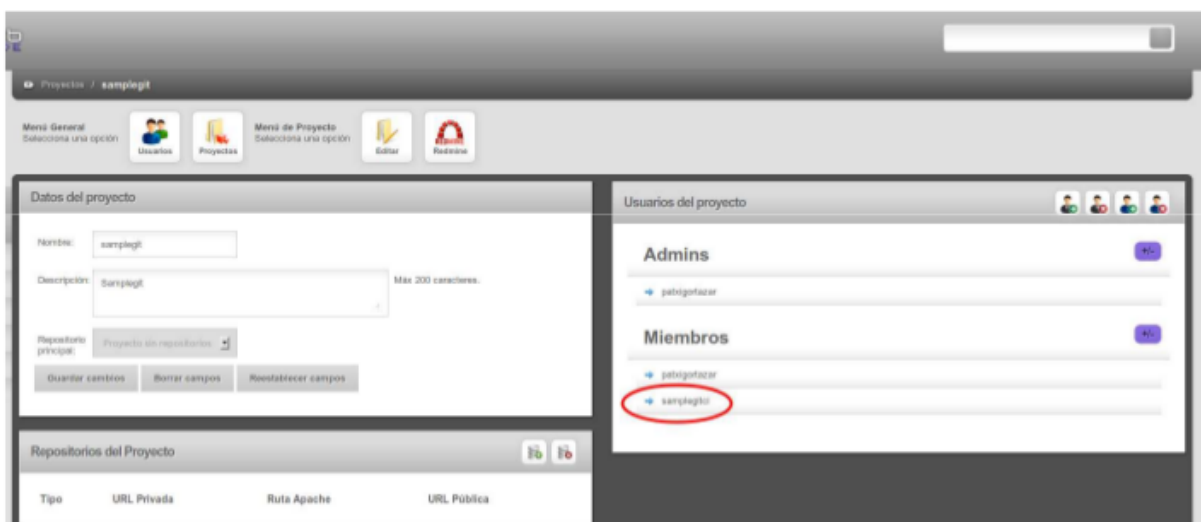 Proyectos / samplegit
Menú General
Selecciona una opción
Usuarios
Proyectos
Menú de Proyecto
Selecciona una opción
Editar
Redmine
Datos del proyecto
Nombre:
samplegit
Descripción:
Samplegit
Máx 200 caracteres.
Repositorio
principal:
Proyecto sin repositorios
Guardar cambios
Borrar campos
Reestablecer campos
Repositorios del Proyecto
Tipo URL Privada Ruta Apache URL Pública
Usuarios del proyecto
Admins
+/-
patxigortazar
Miembros
+/-
patxigortazar
samplegitci